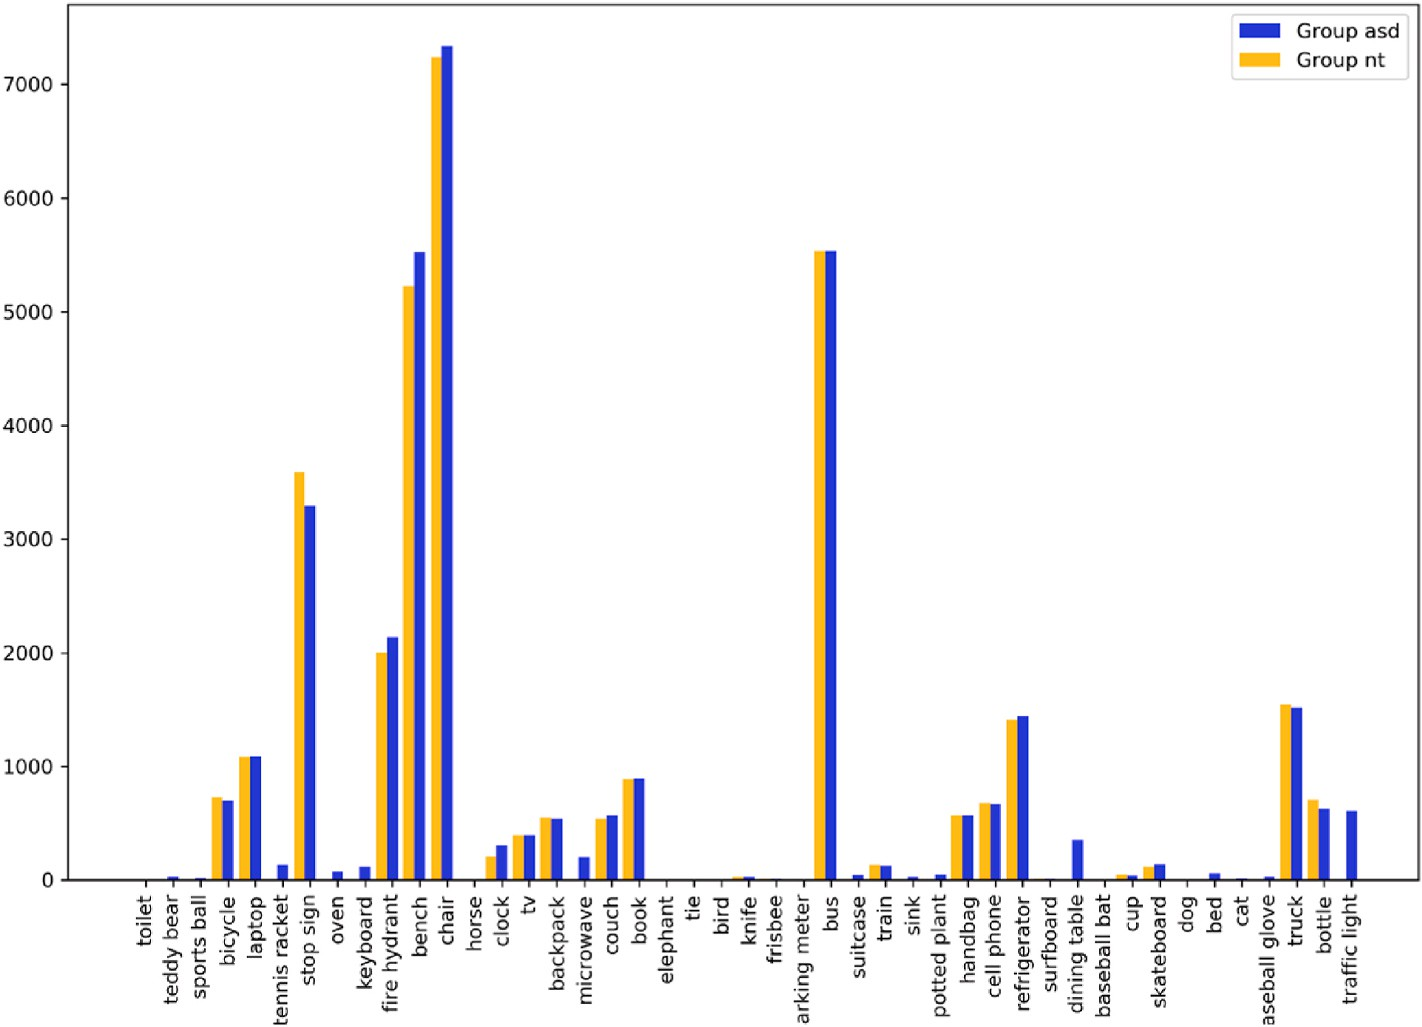 Group asd
Group nt
7000
6000
5000
4000
3000
2000
1000
0
toilet
teddy bear
sports ball
bicycle
laptop
tennis racket
stop sign
oven
keyboard
fire hydrant
bench
chair
horse
clock
tv
backpack
microwave
couch
book
elephant
tie
bird
knife
frisbee
arking meter
bus
suitcase
train
sink
potted plant
handbag
cell phone
refrigerator
surfboard
dining table
baseball bat
cup
skateboard
dog
bed
cat
aseball glove
truck
bottle
traffic light